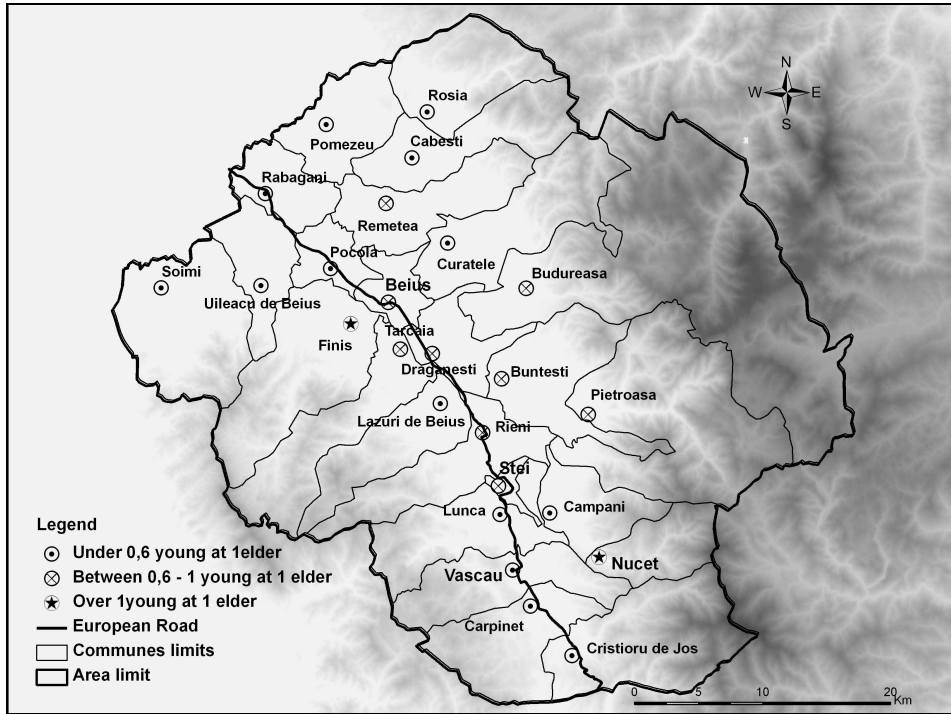 N
W E
S
Rosia
Pomezeu
Cabesti
Rabagani
Remetea
Pocola
Curatele
Soimi
Budureasa
Beius
Uileacu de Beius
Tarcaia
Finis
Draganesti
Buntesti
Pietroasa
Lazuri de Beius
Rieni
Stei
Lunca
Campani
Nucet
Vascau
Carpinet
Cristioru de Jos
Legend
Under 0,6 young at 1elder
Between 0,6 - 1 young at 1 elder
Over 1young at 1 elder
European Road
Communes limits
Area limit
0 5 10 20
Km